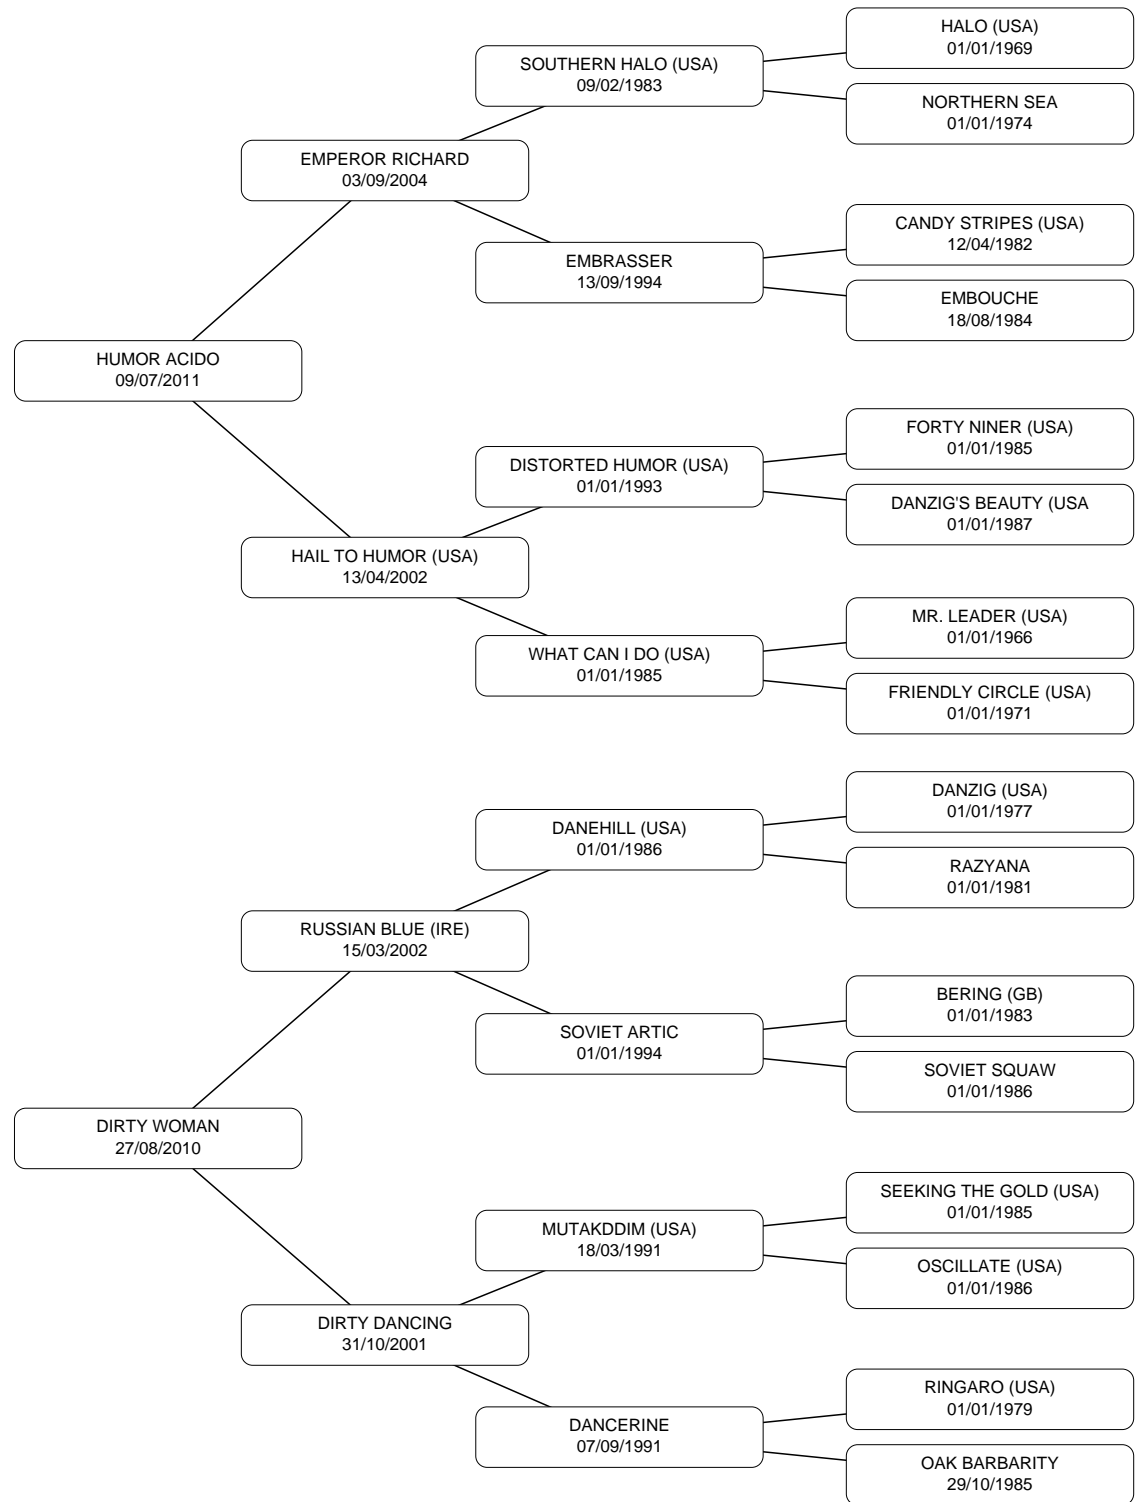 HALO (USA)
01/01/1969
SOUTHERN HALO (USA)
09/02/1983
NORTHERN SEA
01/01/1974
EMPEROR RICHARD
03/09/2004
CANDY STRIPES (USA)
12/04/1982
EMBRASSER
13/09/1994
EMBOUCHE
18/08/1984
HUMOR ACIDO
09/07/2011
FORTY NINER (USA)
01/01/1985
DISTORTED HUMOR (USA)
01/01/1993
DANZIG'S BEAUTY (USA
01/01/1987
HAIL TO HUMOR (USA)
13/04/2002
MR. LEADER (USA)
01/01/1966
WHAT CAN I DO (USA)
01/01/1985
FRIENDLY CIRCLE (USA)
01/01/1971
DANZIG (USA)
01/01/1977
DANEHILL (USA)
01/01/1986
RAZYANA
01/01/1981
RUSSIAN BLUE (IRE)
15/03/2002
BERING (GB)
01/01/1983
SOVIET ARTIC
01/01/1994
SOVIET SQUAW
01/01/1986
DIRTY WOMAN
27/08/2010
SEEKING THE GOLD (USA)
01/01/1985
MUTAKDDIM (USA)
18/03/1991
OSCILLATE (USA)
01/01/1986
DIRTY DANCING
31/10/2001
RINGARO (USA)
01/01/1979
DANCERINE
07/09/1991
OAK BARBARITY
29/10/1985